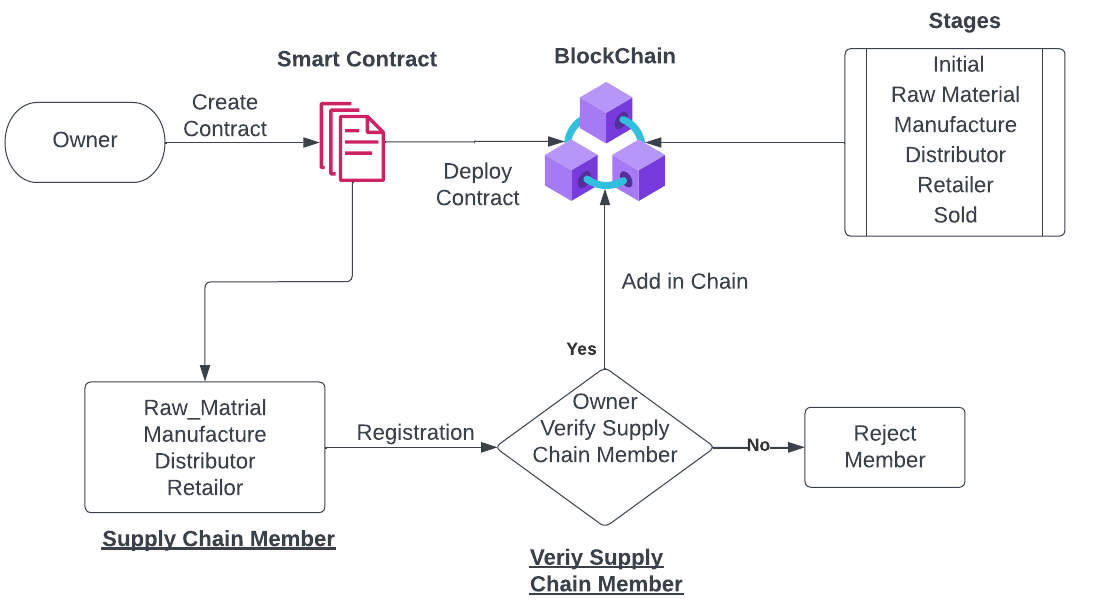 Stages
Smart Contract
BlockChain
Owner
Create
Contract
Deploy
Contract
Initial
Raw Material
Manufacture
Distributor
Retailer
Sold
Add in Chain
Yes
Raw_Matrial
Manufacture
Distributor
Retailor
Registration
Owner
Verify Supply
Chain Member
No
Reject
Member
Supply Chain Member
Veriy Supply
Chain Member